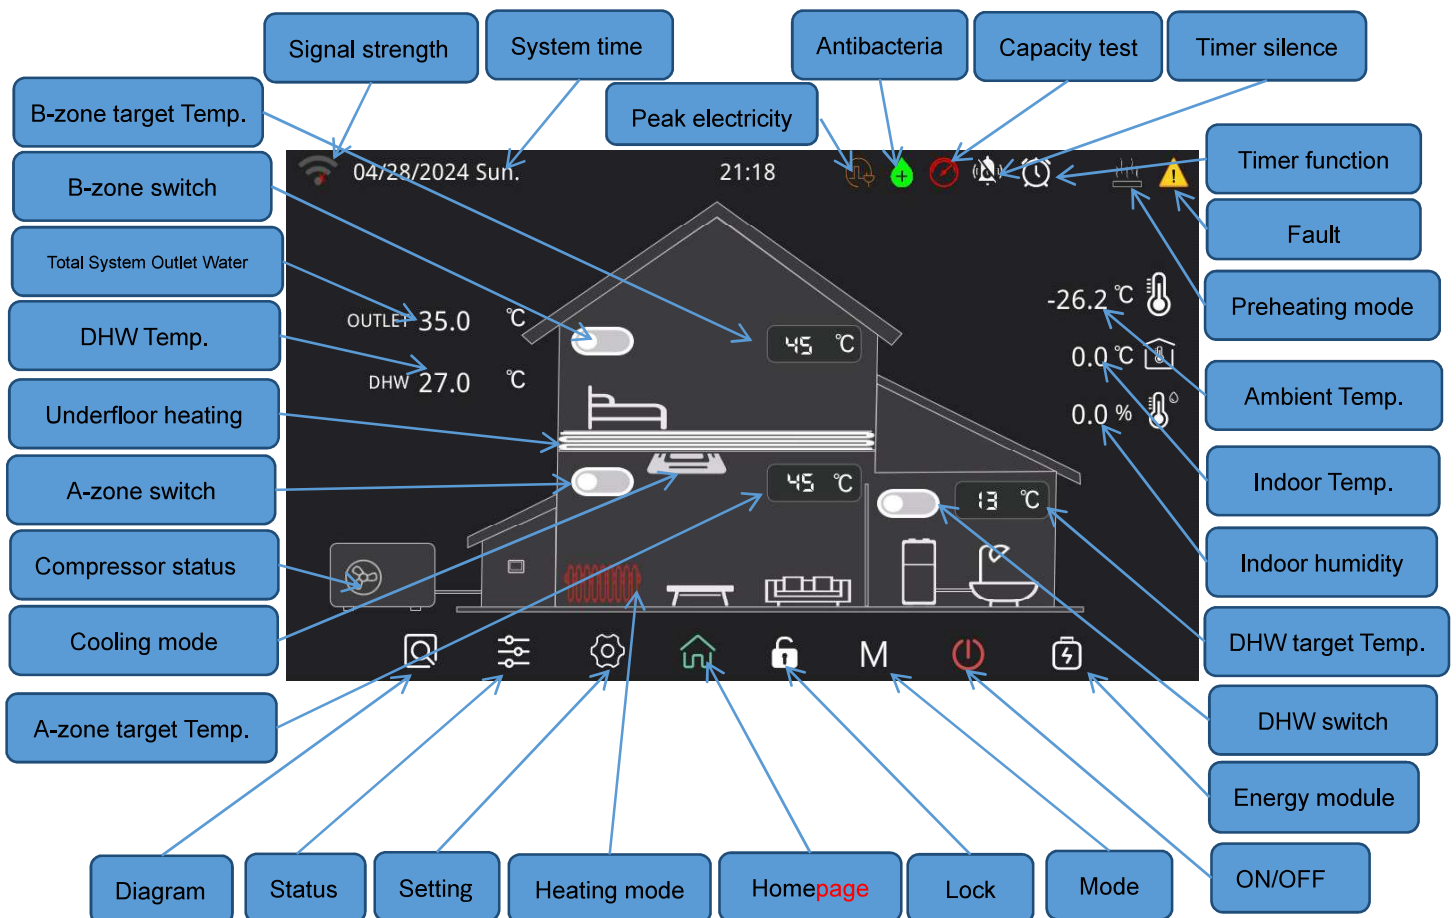 Signal strength
System time
Antibacteria
Capacity test
Timer silence
B-zone target Temp.
Peak electricity
B-zone switch
04/28/2024 Sun.
21:18
Timer function
Fault
Total System Outlet Water
OUTLET 35.0 ℃
-26.2 ℃
Preheating mode
DHW Temp.
45 ℃
0.0 ℃
DHW 27.0 ℃
Ambient Temp.
Underfloor heating
0.0 %
A-zone switch
45 ℃
Indoor Temp.
13 ℃
Compressor status
Indoor humidity
Cooling mode
M
DHW target Temp.
A-zone target Temp.
DHW switch
Energy module
Diagram
Status
Setting
Heating mode
Homepage
Lock
Mode
ON/OFF